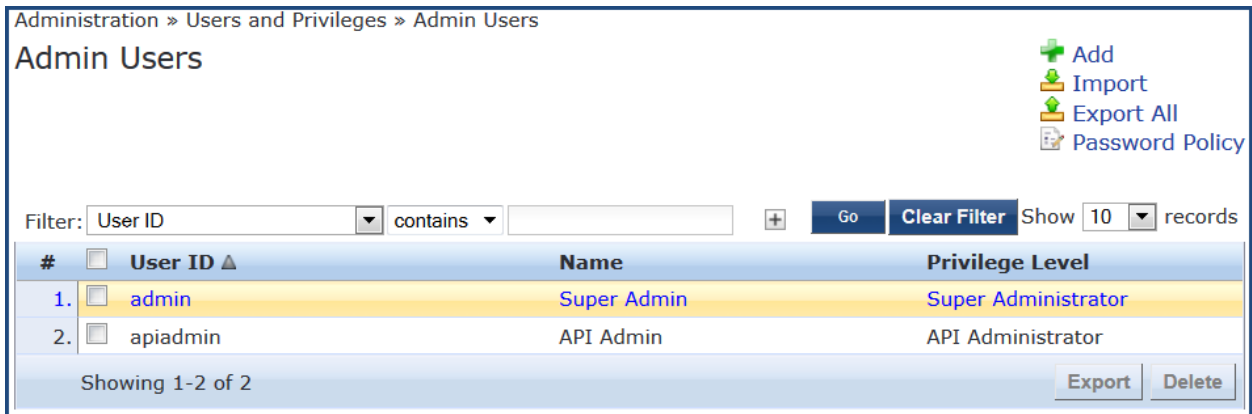 Administration » Users and Privileges » Admin Users
Admin Users
Add
Import
Export All
Password Policy
Filter: User ID contains Go Clear Filter Show 10 records
# User ID Name Privilege Level
1. admin Super Admin Super Administrator
2. apiadmin API Admin API Administrator
Showing 1-2 of 2 Export Delete